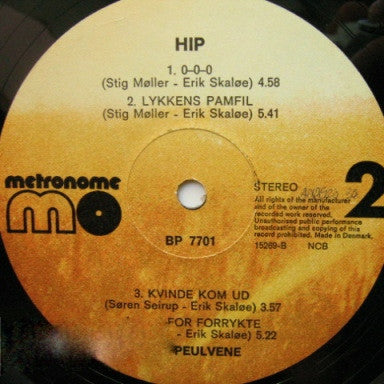 HIP
1. 0-0-0
(Stig Møller - Erik Skaløe) 4.58
2. LYKKENS PAMFIL
(Stig Møller - Erik Skaløe) 5.41
metronome
mo
STEREO
2
All rights of the manufacturer
and of the owner of the
recorded work reserved.
Unauthorised public performance
broadcasting and copying of this
record prohibited. Made in Denmark.
BP 7701
15269-B NCB
3. KVINDE KOM UD
(Søren Seirup - Erik Skaløe) 3.57
FOR FORRYKTE
- Erik Skaløe) 5.22
PEULVENE